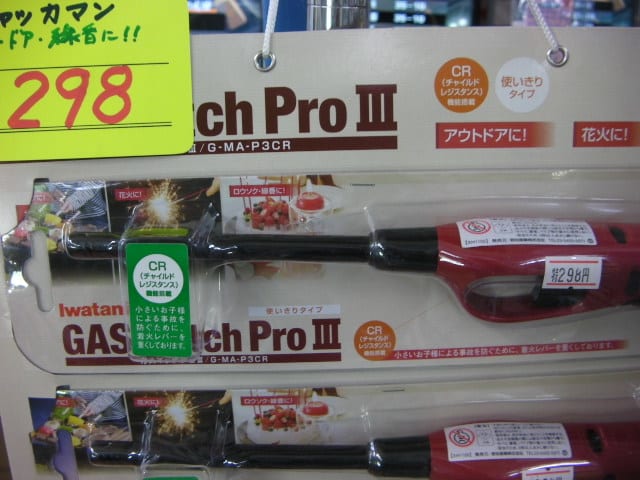 ャッカマン
ドア・線香に!!
298
ch Pro III
/G-MA-P3CR
CR
(チャイルド
レジスタンス)
機能搭載
使いきり
タイプ
アウトドアに!
花火に!
花火に!
ロウソク・線香に!
CR
(チャイルド
レジスタンス)
機能搭載
小さいお子様
による事故を
防ぐために、
着火レバーを
重くしております。
特298円
Iwatani
使いきりタイプ
GAS ch Pro III
/G-MA-P3CR
CR
(チャイルド
レジスタンス)
機能搭載
小さいお子様による事故を防ぐために、着火レバーを重くしております。
花火に!
ロウソク・線香に!
298円